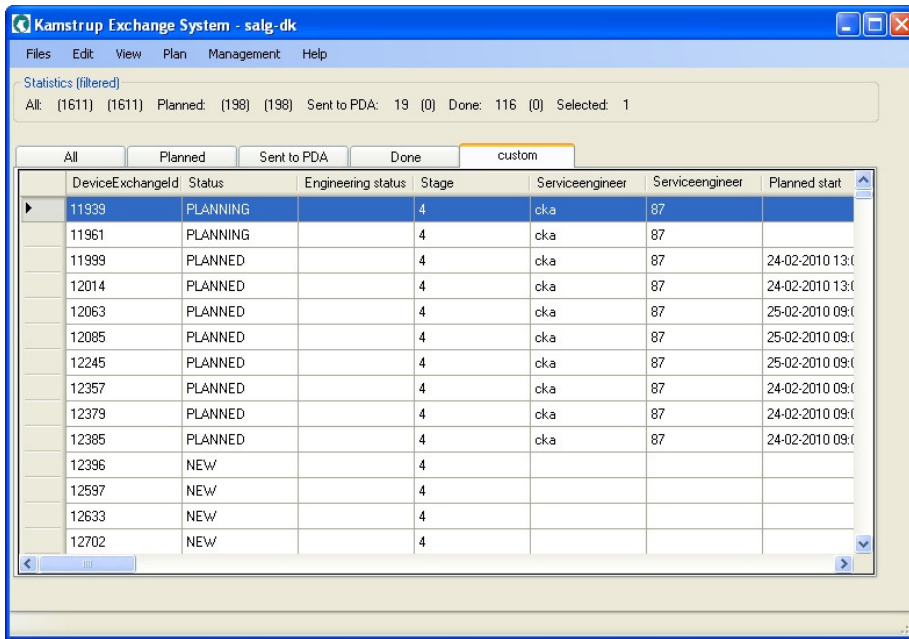 Kamstrup Exchange System - salg-dk
Files Edit View Plan Management Help
Statistics (filtered)
All: (1611) (1611) Planned: (198) (198) Sent to PDA: 19 (0) Done: 116 (0) Selected: 1
All Planned Sent to PDA Done custom
DeviceExchangeId Status Engineering status Stage Serviceengineer Serviceengineer Planned start
11939 PLANNING 4 cka 87
11961 PLANNING 4 cka 87
11999 PLANNED 4 cka 87 24-02-2010 13:0
12014 PLANNED 4 cka 87 24-02-2010 13:0
12063 PLANNED 4 cka 87 25-02-2010 09:0
12085 PLANNED 4 cka 87 25-02-2010 09:0
12245 PLANNED 4 cka 87 25-02-2010 09:0
12357 PLANNED 4 cka 87 24-02-2010 09:0
12379 PLANNED 4 cka 87 24-02-2010 09:0
12385 PLANNED 4 cka 87 24-02-2010 09:0
12396 NEW 4
12597 NEW 4
12633 NEW 4
12702 NEW 4